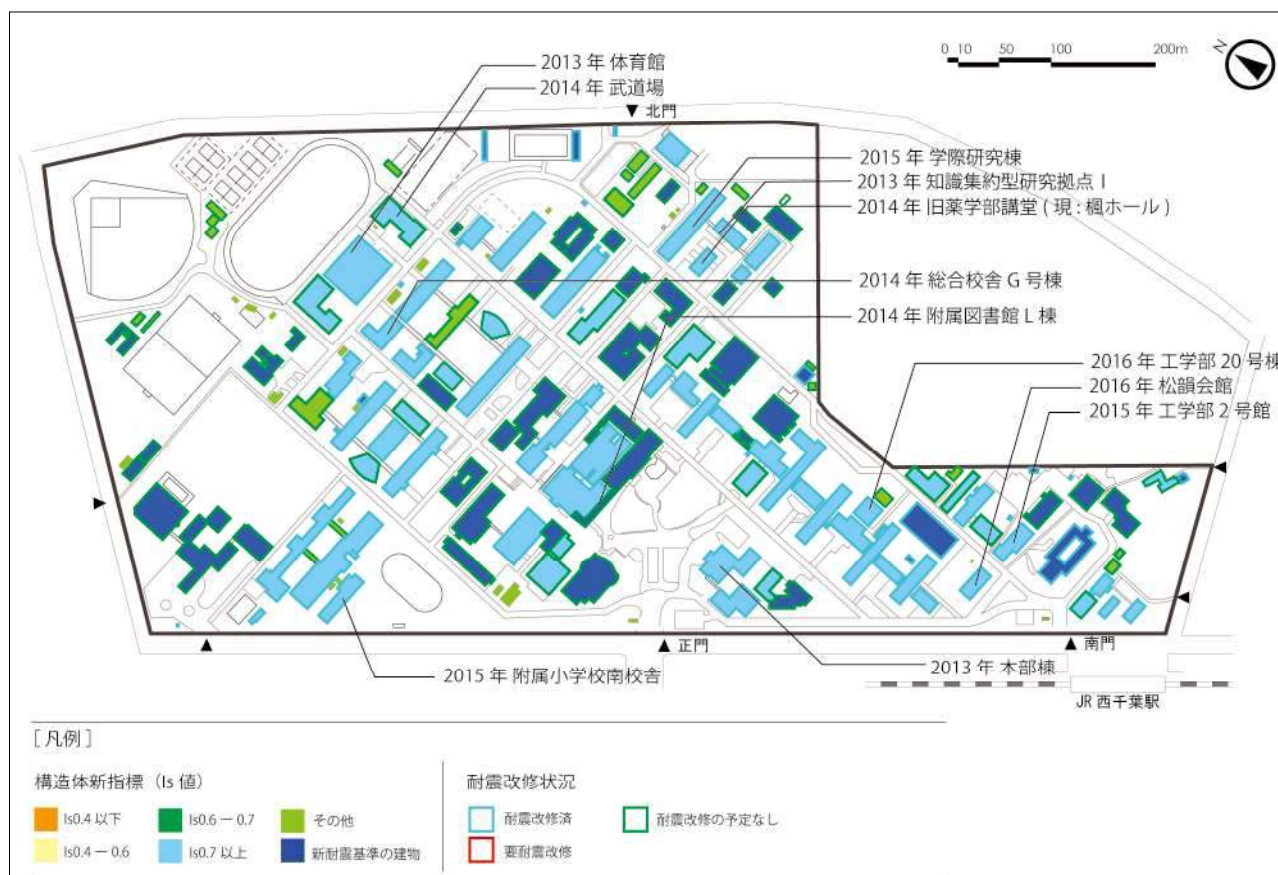 2013 年 体育館
2014 年 武道場
北門
0 10 50 100 200m
N
2015 年 学際研究棟
2013 年 知識集約型研究拠点 I
2014 年 旧薬学部講堂 ( 現 : 楓ホール )
2014 年 総合校舎 G 号棟
2014 年 附属図書館 L 棟
2016 年 工学部 20 号棟
2016 年 松韻会館
2015 年 工学部 2 号館
正門
南門
2013 年 本部棟
2015 年 附属小学校南校舎
JR 西千葉駅
[ 凡例 ]
構造体新指標（Is 値）
Is0.4 以下
Is0.6 ー 0.7
その他
Is0.4 ー 0.6
Is0.7 以上
新耐震基準の建物
耐震改修状況
耐震改修済
耐震改修の予定なし
要耐震改修